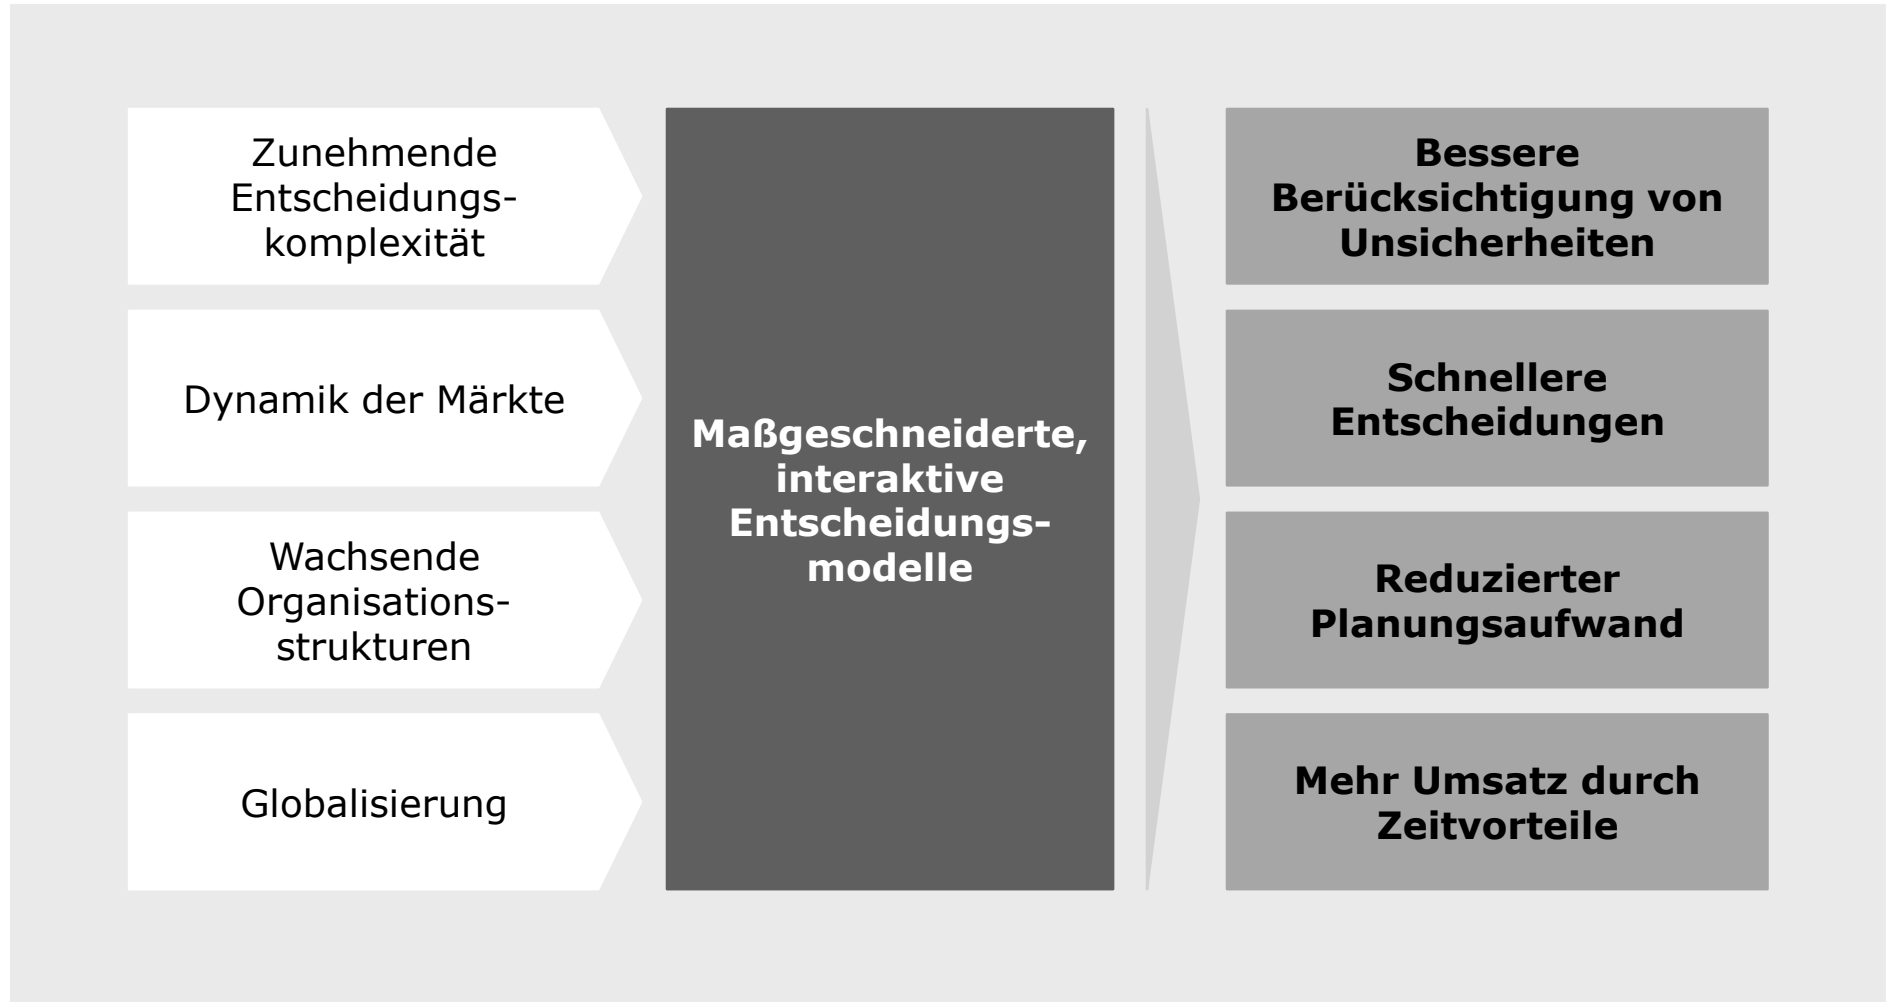 Zunehmende
Entscheidungs-
komplexität
Dynamik der Märkte
Wachsende
Organisations-
strukturen
Globalisierung
Maßgeschneiderte,
interaktive
Entscheidungs-
modelle
Bessere
Berücksichtigung von
Unsicherheiten
Schnellere
Entscheidungen
Reduzierter
Planungsaufwand
Mehr Umsatz durch
Zeitvorteile